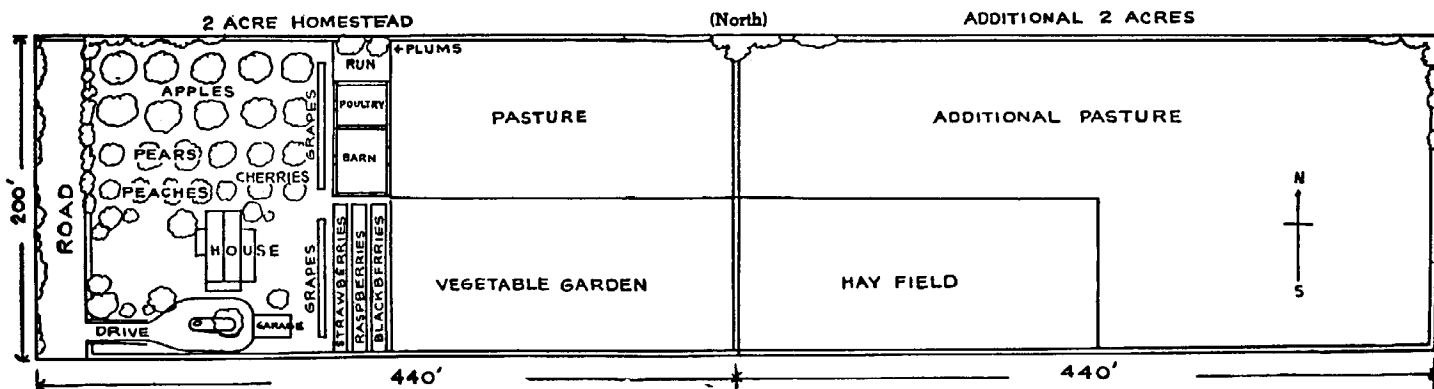 2 ACRE HOMESTEAD
(North)
ADDITIONAL 2 ACRES
+PLUMS
RUN
APPLES
GRAPES
POULTRY
PASTURE
ADDITIONAL PASTURE
PEARS
BARN
CHERRIES
PEACHES
200'
ROAD
N
HOUSE
GRAPES
STRAWBERRIES
RASPBERRIES
BLACKBERRIES
VEGETABLE GARDEN
HAY FIELD
S
DRIVE
GARAGE
440'
440'